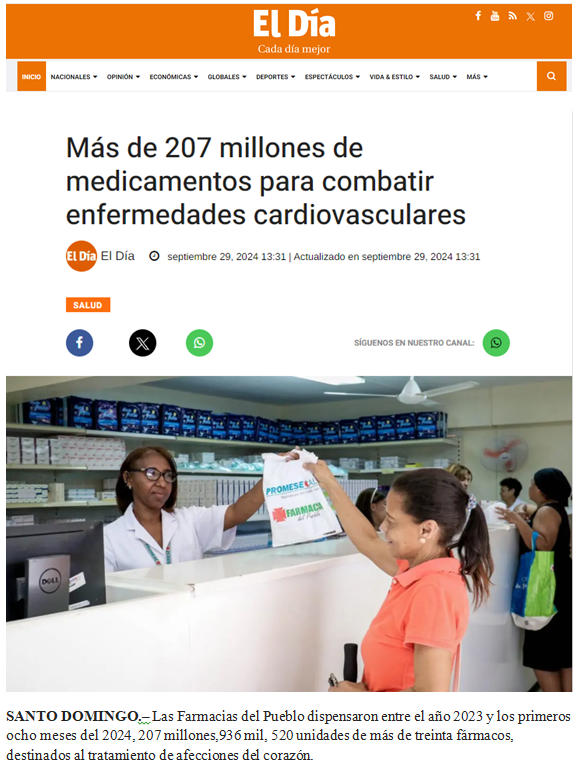 El Día
Cada día mejor
INICIO NACIONALES OPINIÓN ECONÓMICAS GLOBALES DEPORTES ESPECTÁCULOS VIDA & ESTILO SALUD MÁS
Más de 207 millones de
medicamentos para combatir
enfermedades cardiovasculares
El Día El Día septiembre 29, 2024 13:31 | Actualizado en septiembre 29, 2024 13:31
SALUD
SÍGUENOS EN NUESTRO CANAL:
PROMESE
FARMACIA
del Pueblo
DELL
SANTO DOMINGO.– Las Farmacias del Pueblo dispensaron entre el año 2023 y los primeros
ocho meses del 2024, 207 millones,936 mil, 520 unidades de más de treinta fármacos,
destinados al tratamiento de afecciones del corazón.